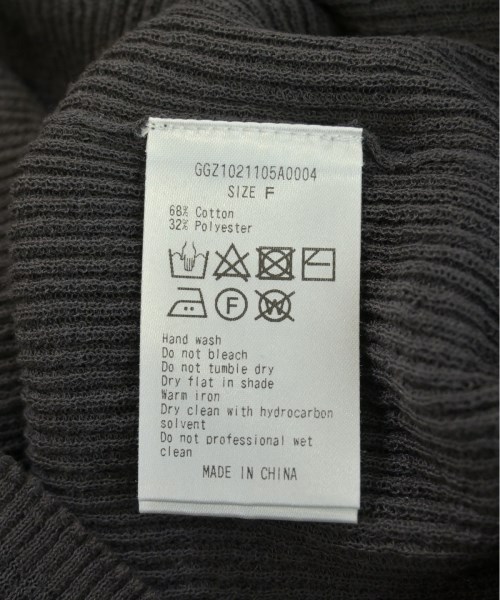 GGZ1021105A0004
SIZE F
68% Cotton
32% Polyester
F W
Hand wash
Do not bleach
Do not tumble dry
Dry flat in shade
Warm iron
Dry clean with hydrocarbon
solvent
Do not professional wet
clean
MADE IN CHINA